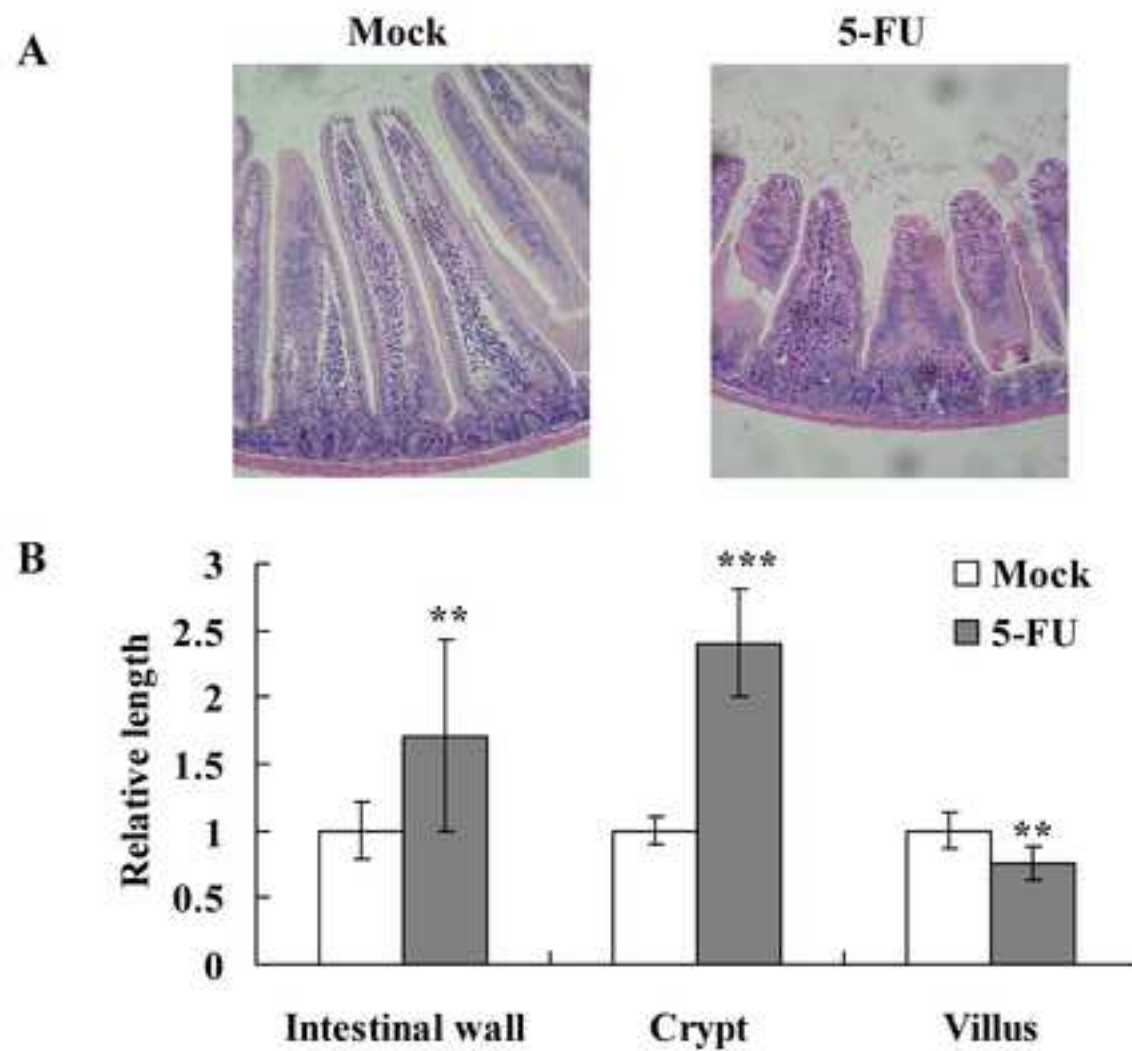 A
Mock
5-FU
B
Relative length
3
2.5
2
1.5
1
0.5
0
**
***
**
Mock
5-FU
Intestinal wall
Crypt
Villus